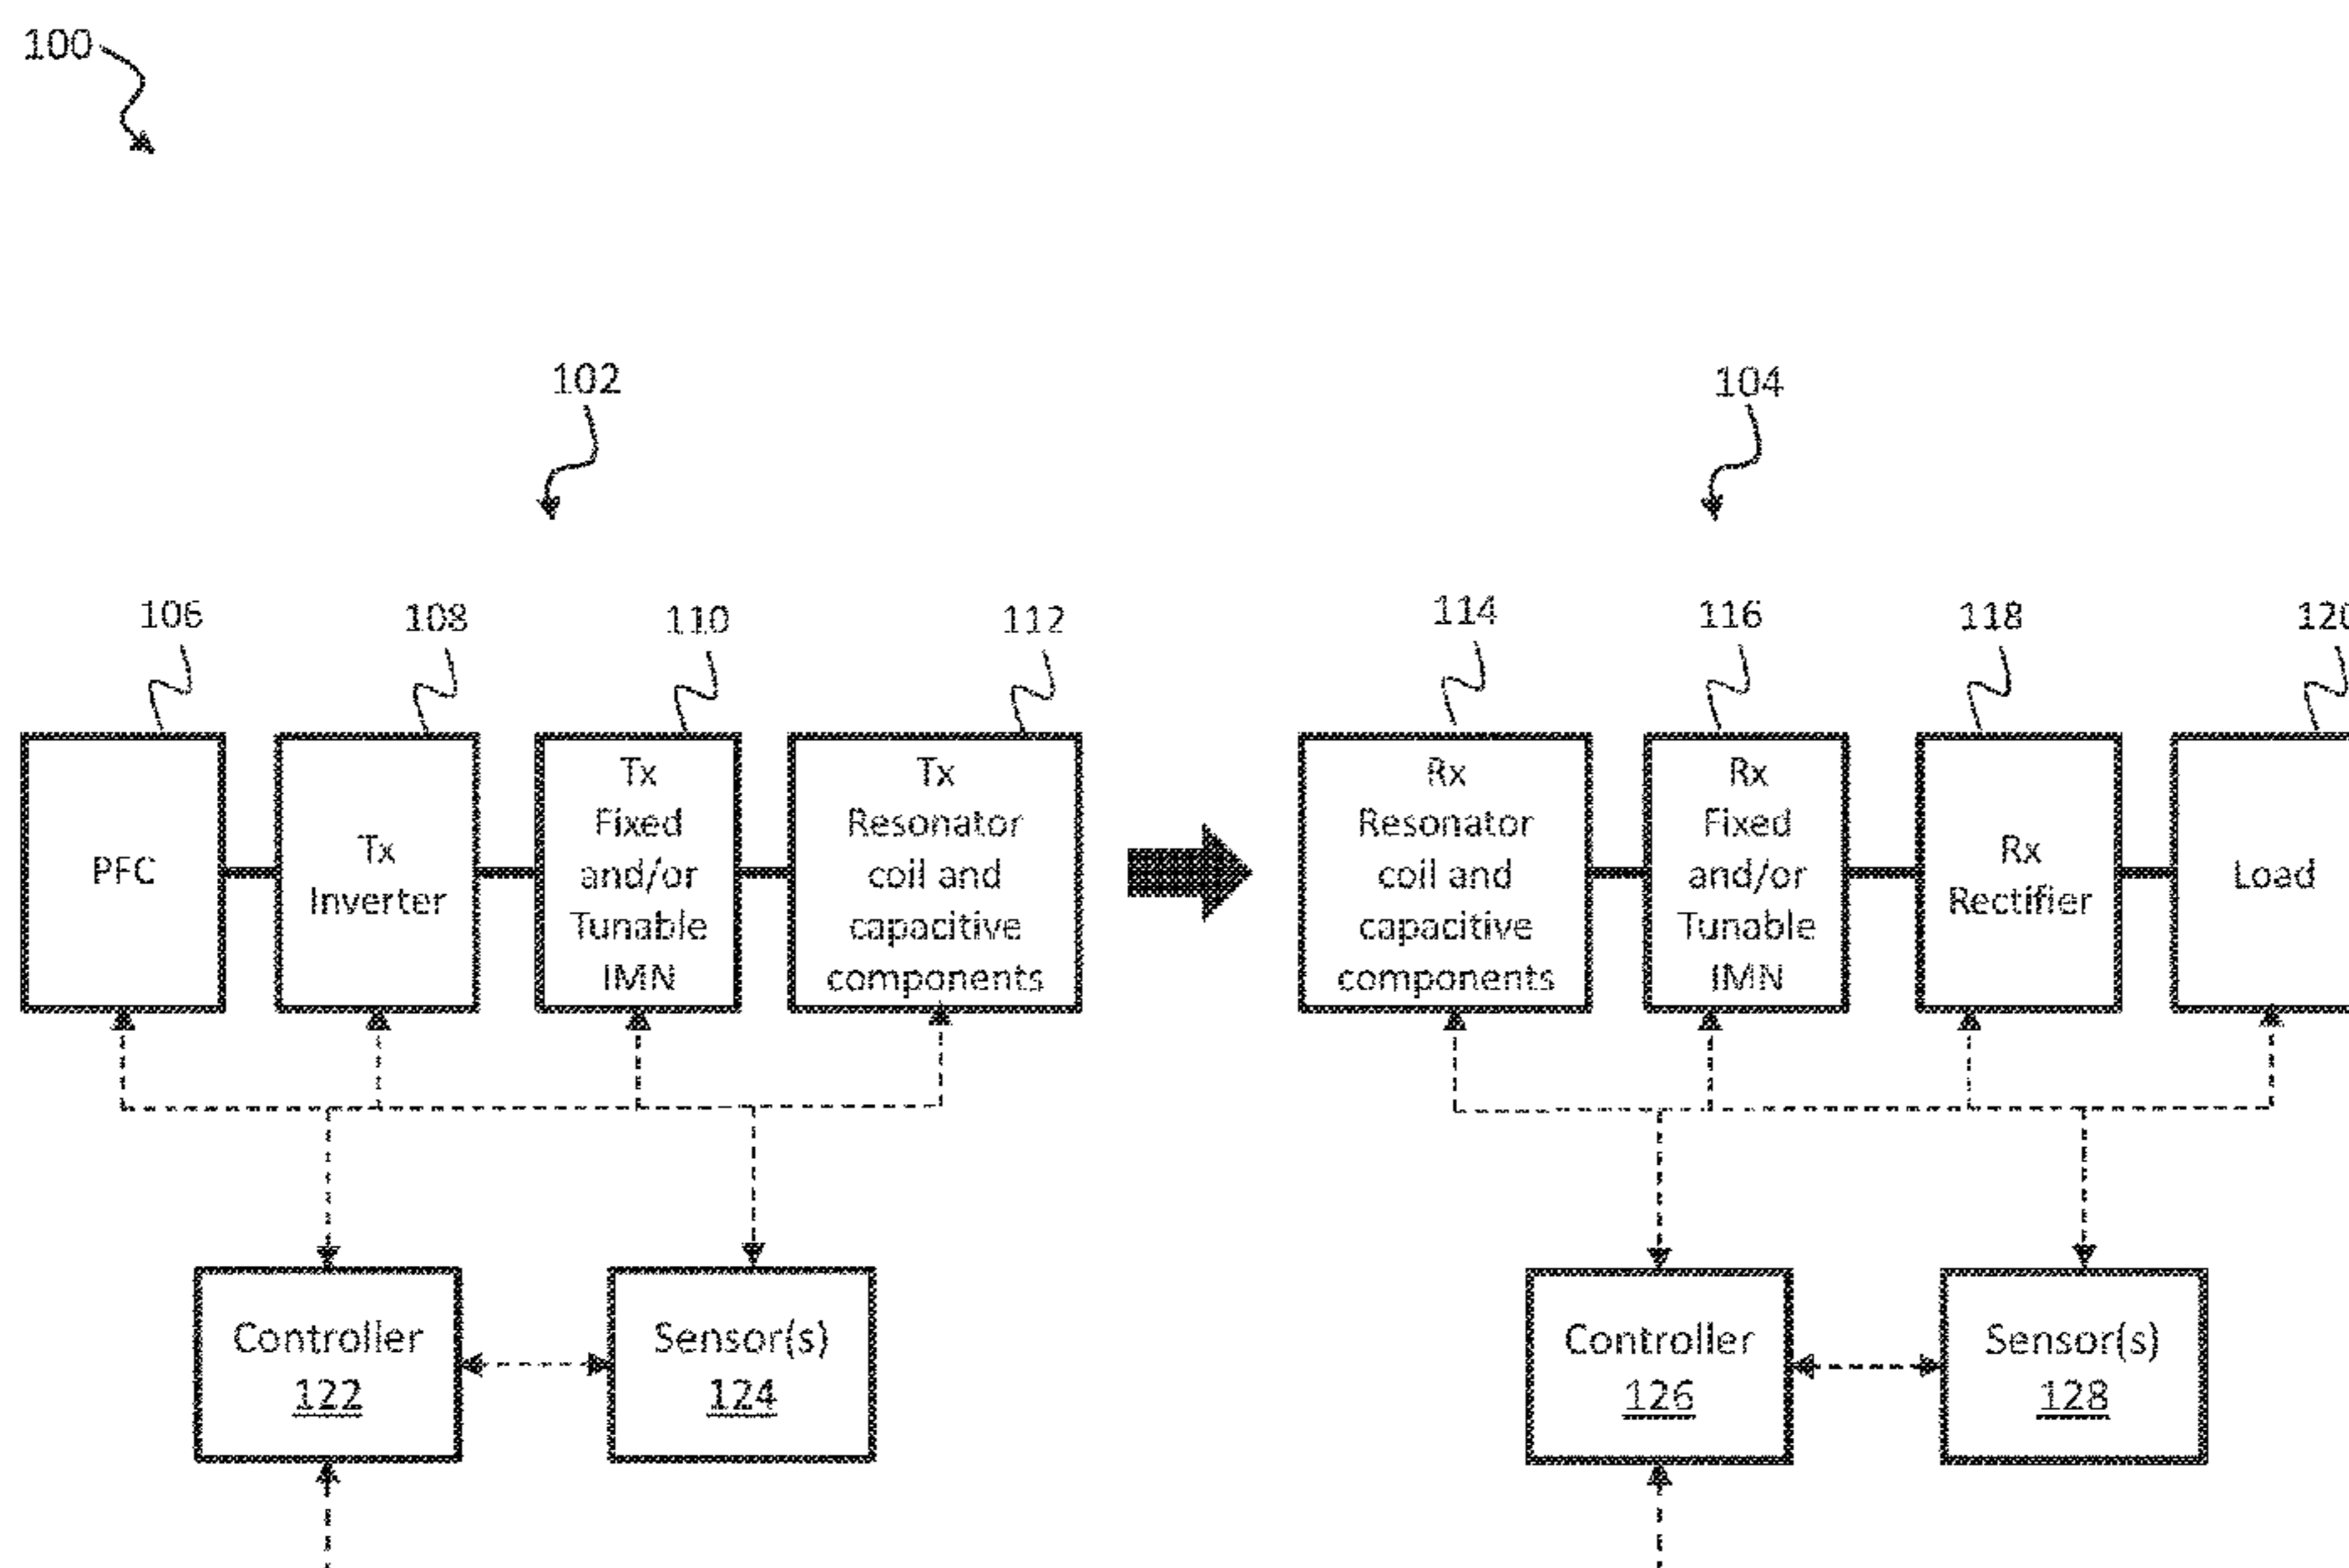 100
102
104
106
108
110
112
114
116
118
PFC
Tx
Inverter
Tx
Fixed
and/or
Tunable
IMN
Tx
Resonator
coil and
capacitive
components
Rx
Resonator
coil and
capacitive
components
Rx
Fixed
and/or
Tunable
IMN
Rx
Rectifier
Load
Controller
122
Sensor(s)
124
Controller
126
Sensor(s)
128